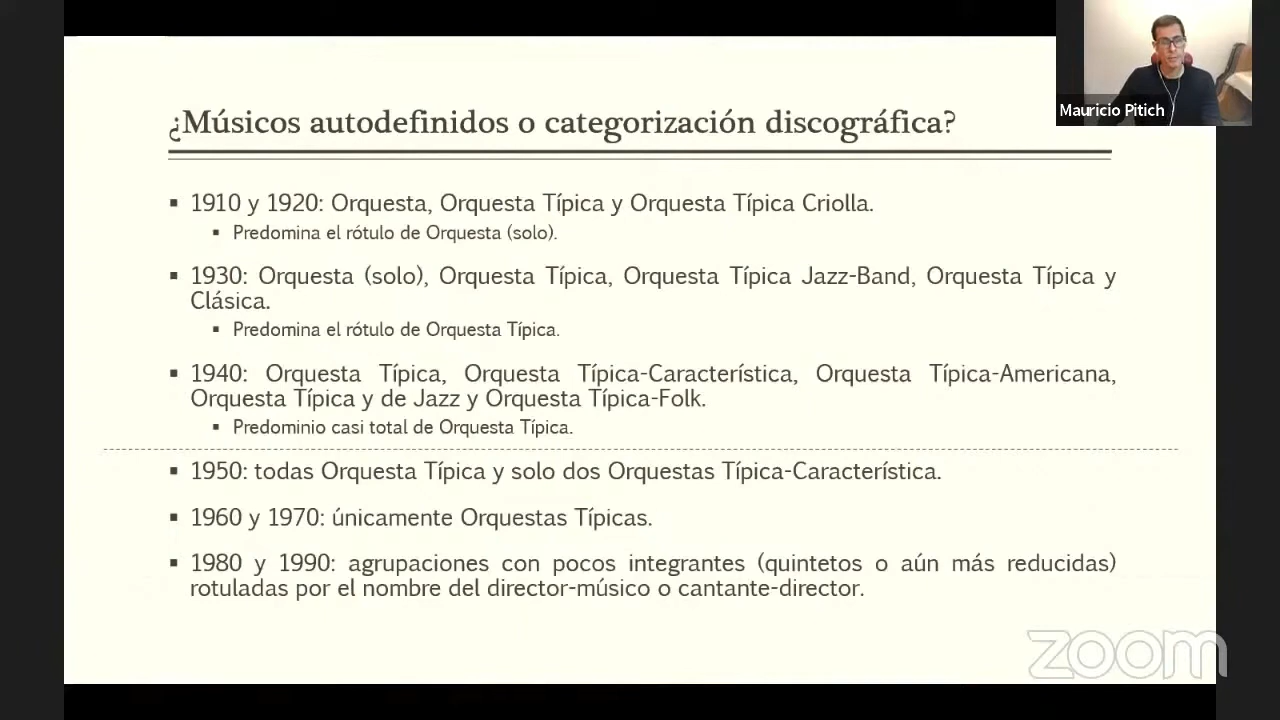 ¿Músicos autodefinidos o categorización discográfica?
Mauricio Pitich
▪ 1910 y 1920: Orquesta, Orquesta Típica y Orquesta Típica Criolla.
▪ Predomina el rótulo de Orquesta (solo).
▪ 1930: Orquesta (solo), Orquesta Típica, Orquesta Típica Jazz-Band, Orquesta Típica y
Clásica.
▪ Predomina el rótulo de Orquesta Típica.
▪ 1940: Orquesta Típica, Orquesta Típica-Característica, Orquesta Típica-Americana,
Orquesta Típica y de Jazz y Orquesta Típica-Folk.
▪ Predominio casi total de Orquesta Típica.
▪ 1950: todas Orquesta Típica y solo dos Orquestas Típica-Característica.
▪ 1960 y 1970: únicamente Orquestas Típicas.
▪ 1980 y 1990: agrupaciones con pocos integrantes (quintetos o aún más reducidas)
rotuladas por el nombre del director-músico o cantante-director.
zoom